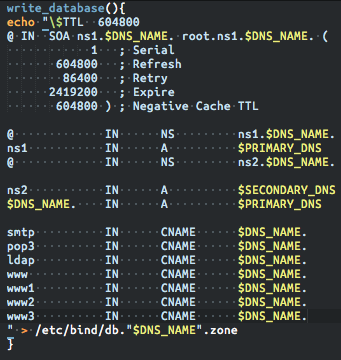 write_database(){
echo "\$TTL 604800
@ IN SOA ns1.$DNS_NAME. root.ns1.$DNS_NAME. (
1 ; Serial
604800 ; Refresh
86400 ; Retry
2419200 ; Expire
604800 ) ; Negative Cache TTL
@ IN NS ns1.$DNS_NAME.
ns1 IN A $PRIMARY_DNS
@ IN NS ns2.$DNS_NAME.
ns2 IN A $SECONDARY_DNS
$DNS_NAME. IN A $PRIMARY_DNS
smtp IN CNAME $DNS_NAME.
pop3 IN CNAME $DNS_NAME.
ldap IN CNAME $DNS_NAME.
www IN CNAME $DNS_NAME.
www1 IN CNAME $DNS_NAME.
www2 IN CNAME $DNS_NAME.
www3 IN CNAME $DNS_NAME.
" > /etc/bind/db."$DNS_NAME".zone
}